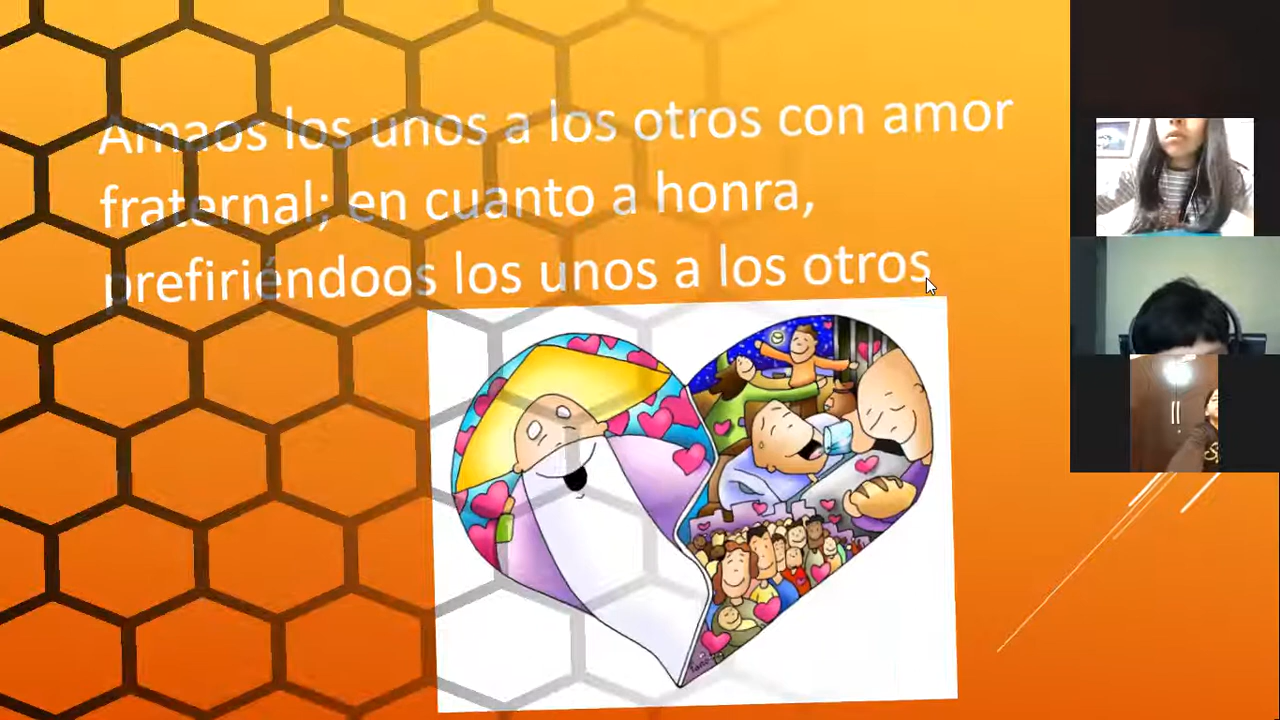 Amaos los unos a los otros con amor
fraternal; en cuanto a honra,
prefiriéndoos los unos a los otros